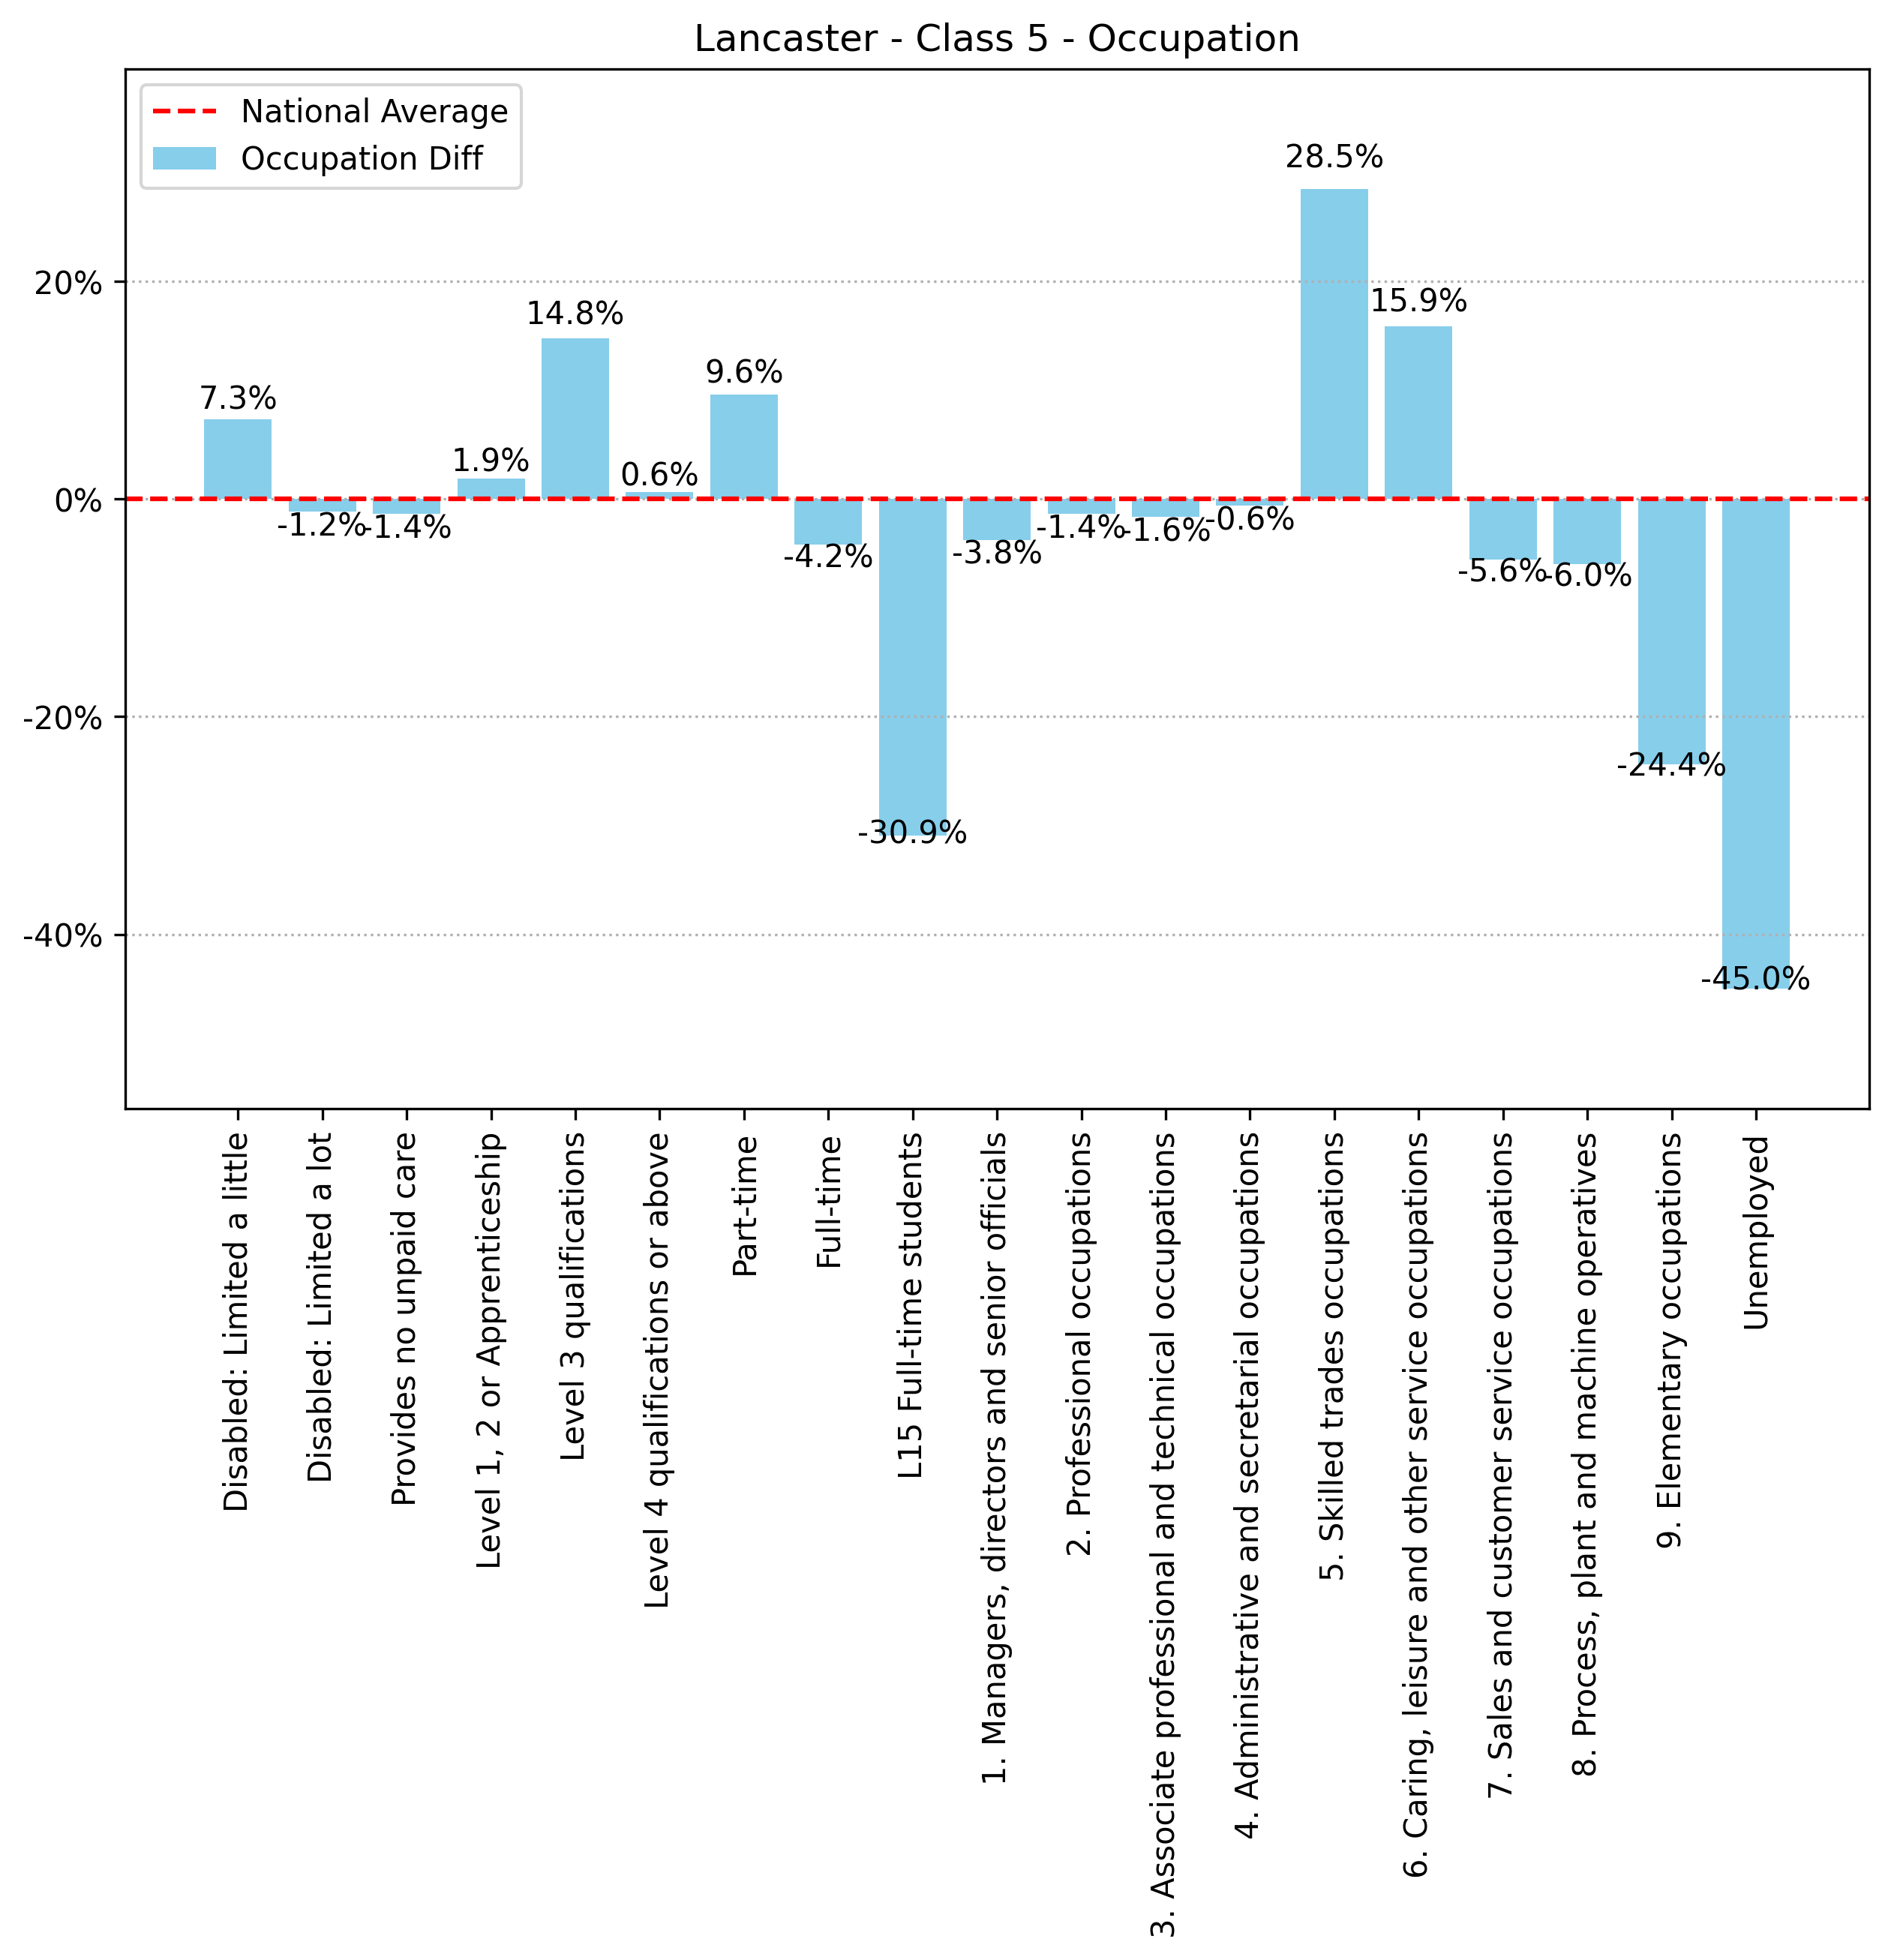 Lancaster - Class 5 - Occupation
National Average
Occupation Diff
20%
0%
-20%
-40%
7.3%
-1.2%
-1.4%
1.9%
14.8%
0.6%
9.6%
-4.2%
-30.9%
-3.8%
-1.4%
-1.6%
-0.6%
28.5%
15.9%
-5.6%
-6.0%
-24.4%
-45.0%
Disabled: Limited a little
Disabled: Limited a lot
Provides no unpaid care
Level 1, 2 or Apprenticeship
Level 3 qualifications
Level 4 qualifications or above
Part-time
Full-time
L15 Full-time students
1. Managers, directors and senior officials
2. Professional occupations
3. Associate professional and technical occupations
4. Administrative and secretarial occupations
5. Skilled trades occupations
6. Caring, leisure and other service occupations
7. Sales and customer service occupations
8. Process, plant and machine operatives
9. Elementary occupations
Unemployed